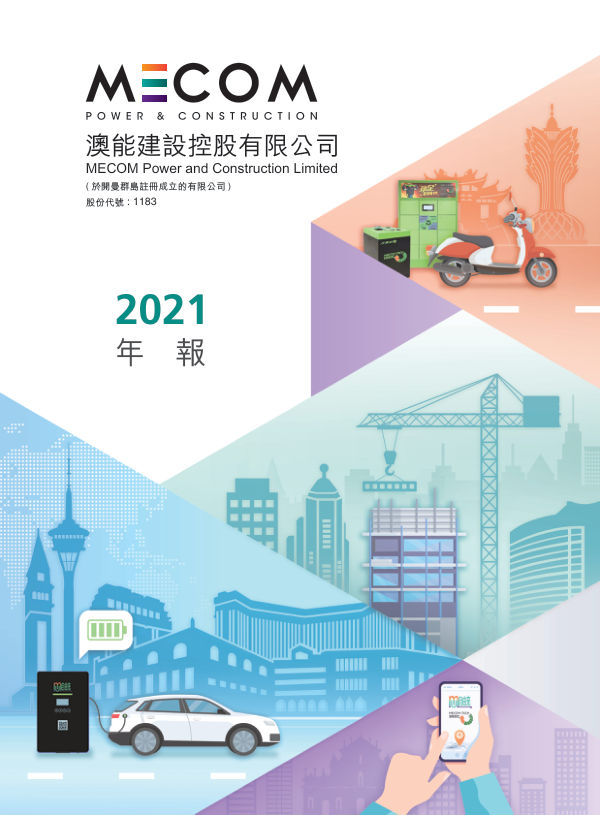 MECOM
POWER & CONSTRUCTION
澳能建設控股有限公司
MECOM Power and Construction Limited
(於開曼群島註冊成立的有限公司)
股份代號：1183
2021
年 報